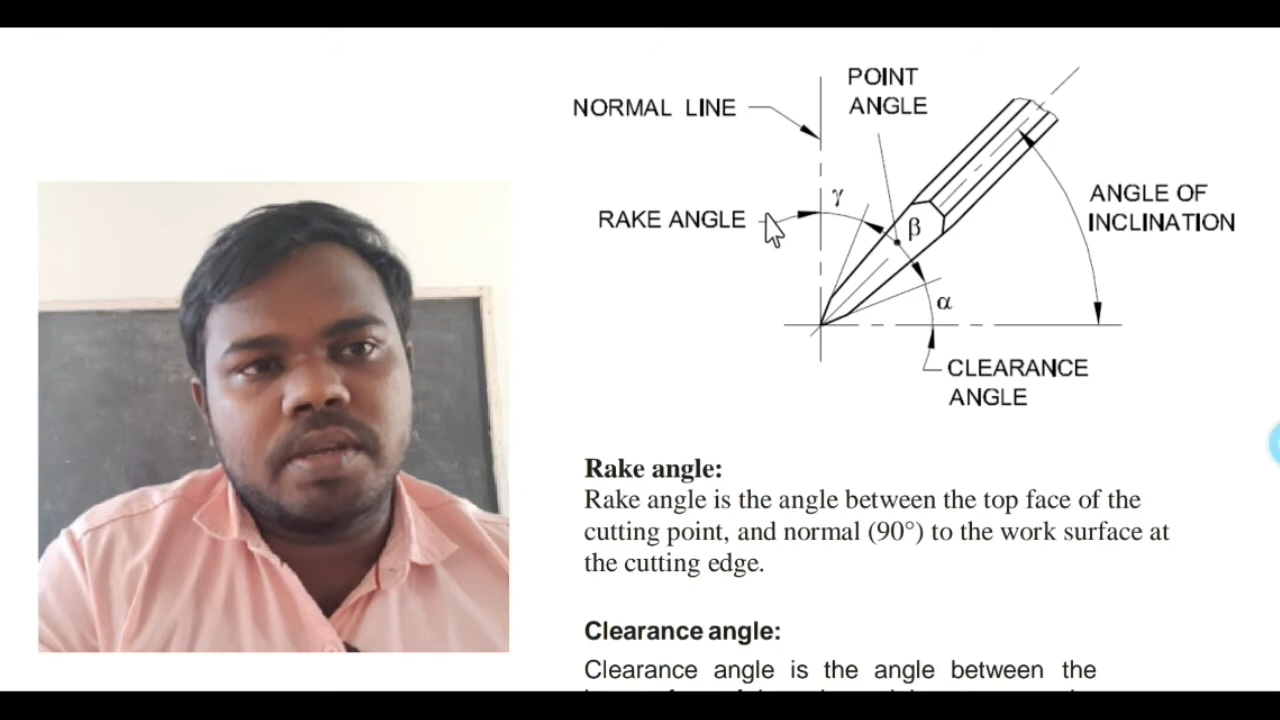 POINT
ANGLE
NORMAL LINE
γ
RAKE ANGLE
β
ANGLE OF
INCLINATION
α
CLEARANCE
ANGLE
Rake angle:
Rake angle is the angle between the top face of the
cutting point, and normal (90°) to the work surface at
the cutting edge.
Clearance angle:
Clearance angle is the angle between the